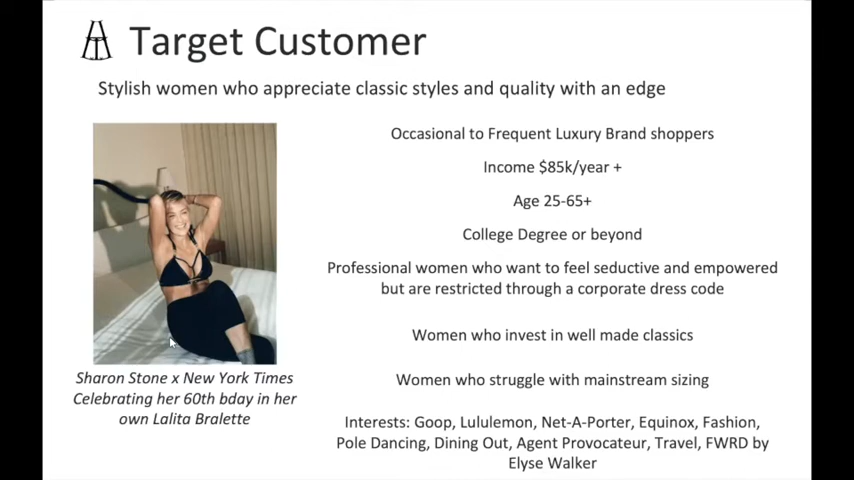 Target Customer
Stylish women who appreciate classic styles and quality with an edge
Occasional to Frequent Luxury Brand shoppers
Income $85k/year +
Age 25-65+
College Degree or beyond
Professional women who want to feel seductive and empowered
but are restricted through a corporate dress code
Women who invest in well made classics
Women who struggle with mainstream sizing
Interests: Goop, Lululemon, Net-A-Porter, Equinox, Fashion,
Pole Dancing, Dining Out, Agent Provocateur, Travel, FWRD by
Elyse Walker
Sharon Stone x New York Times
Celebrating her 60th bday in her
own Lalita Bralette